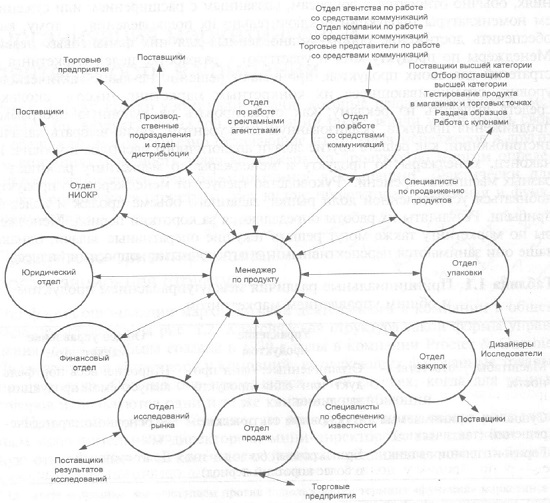 Отдел агентства по работе
со средствами коммуникаций
Отдел компании по работе
со средствами коммуникаций
Торговые представители по работе
со средствами коммуникаций
Торговые
предприятия
Поставщики
Поставщики высшей категории
Отбор поставщиков
высшей категории
Тестирование продукта
в магазинах и торговых точках
Раздача образцов
Работа с купонами
Поставщики
Производ-
ственные
подразделения
и отдел
дистрибьюции
Отдел
по работе
с рекламными
агентствами
Отдел
по работе
со средствами
коммуникаций
Отдел
НИОКР
Специалисты
по продвижению
продуктов
Юридический
отдел
Менеджер
по продукту
Отдел
упаковки
Финансовый
отдел
Отдел
закупок
Дизайнеры
Исследователи
Отдел
исследований
рынка
Отдел
продаж
Специалисты
по обеспечению
известности
Поставщики
Поставщики
результатов
исследований
Торговые
предприятия